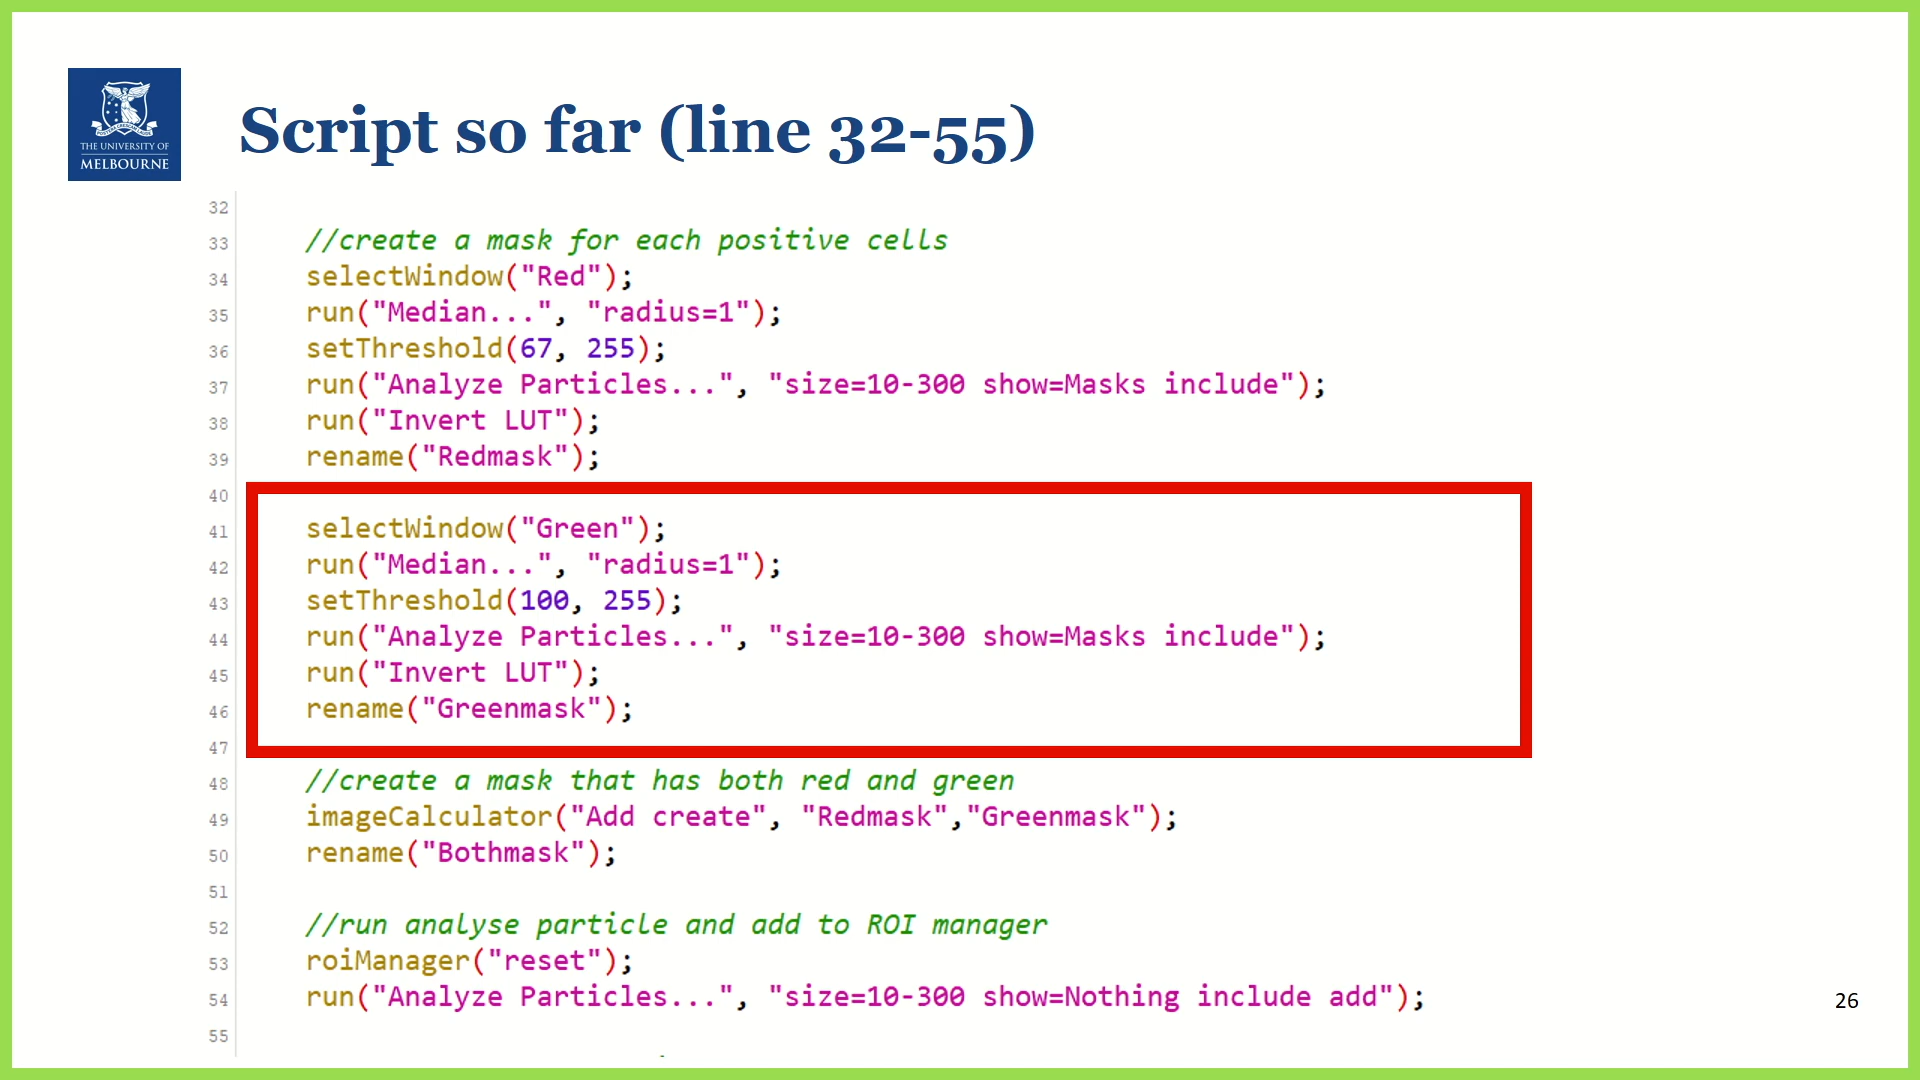 THE UNIVERSITY OF
MELBOURNE
Script so far (line 32-55)
32
33 //create a mask for each positive cells
34 selectWindow("Red");
35 run("Median...", "radius=1");
36 setThreshold(67, 255);
37 run("Analyze Particles...", "size=10-300 show=Masks include");
38 run("Invert LUT");
39 rename("Redmask");
40
41 selectWindow("Green");
42 run("Median...", "radius=1");
43 setThreshold(100, 255);
44 run("Analyze Particles...", "size=10-300 show=Masks include");
45 run("Invert LUT");
46 rename("Greenmask");
47
48 //create a mask that has both red and green
49 imageCalculator("Add create", "Redmask","Greenmask");
50 rename("Bothmask");
51
52 //run analyse particle and add to ROI manager
53 roiManager("reset");
54 run("Analyze Particles...", "size=10-300 show=Nothing include add");
55
26